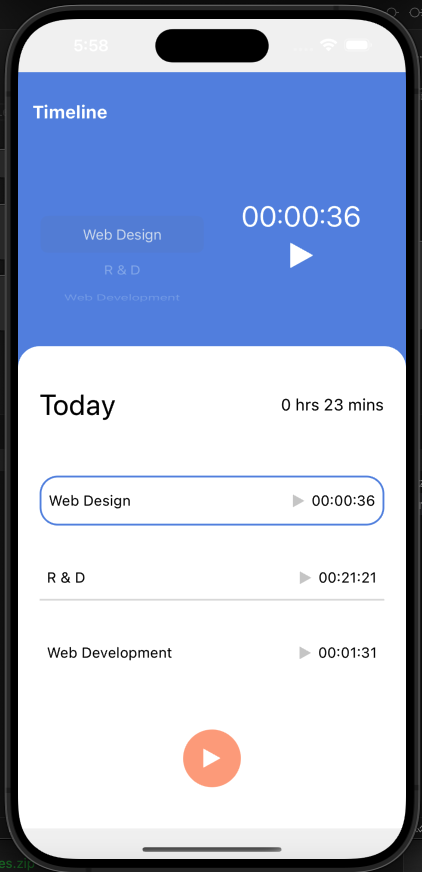 5:58
Timeline
00:00:36
Web Design
R & D
Web Development
Today 0 hrs 23 mins
Web Design 00:00:36
R & D 00:21:21
Web Development 00:01:31
es.zip